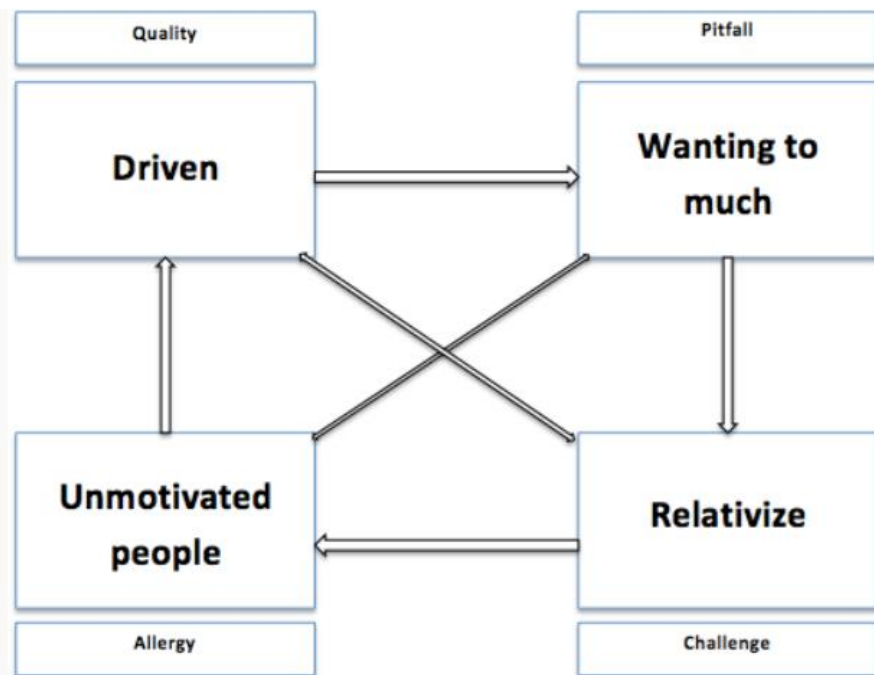 Quality
Pitfall
Driven
Wanting to
much
Unmotivated
people
Relativize
Allergy
Challenge